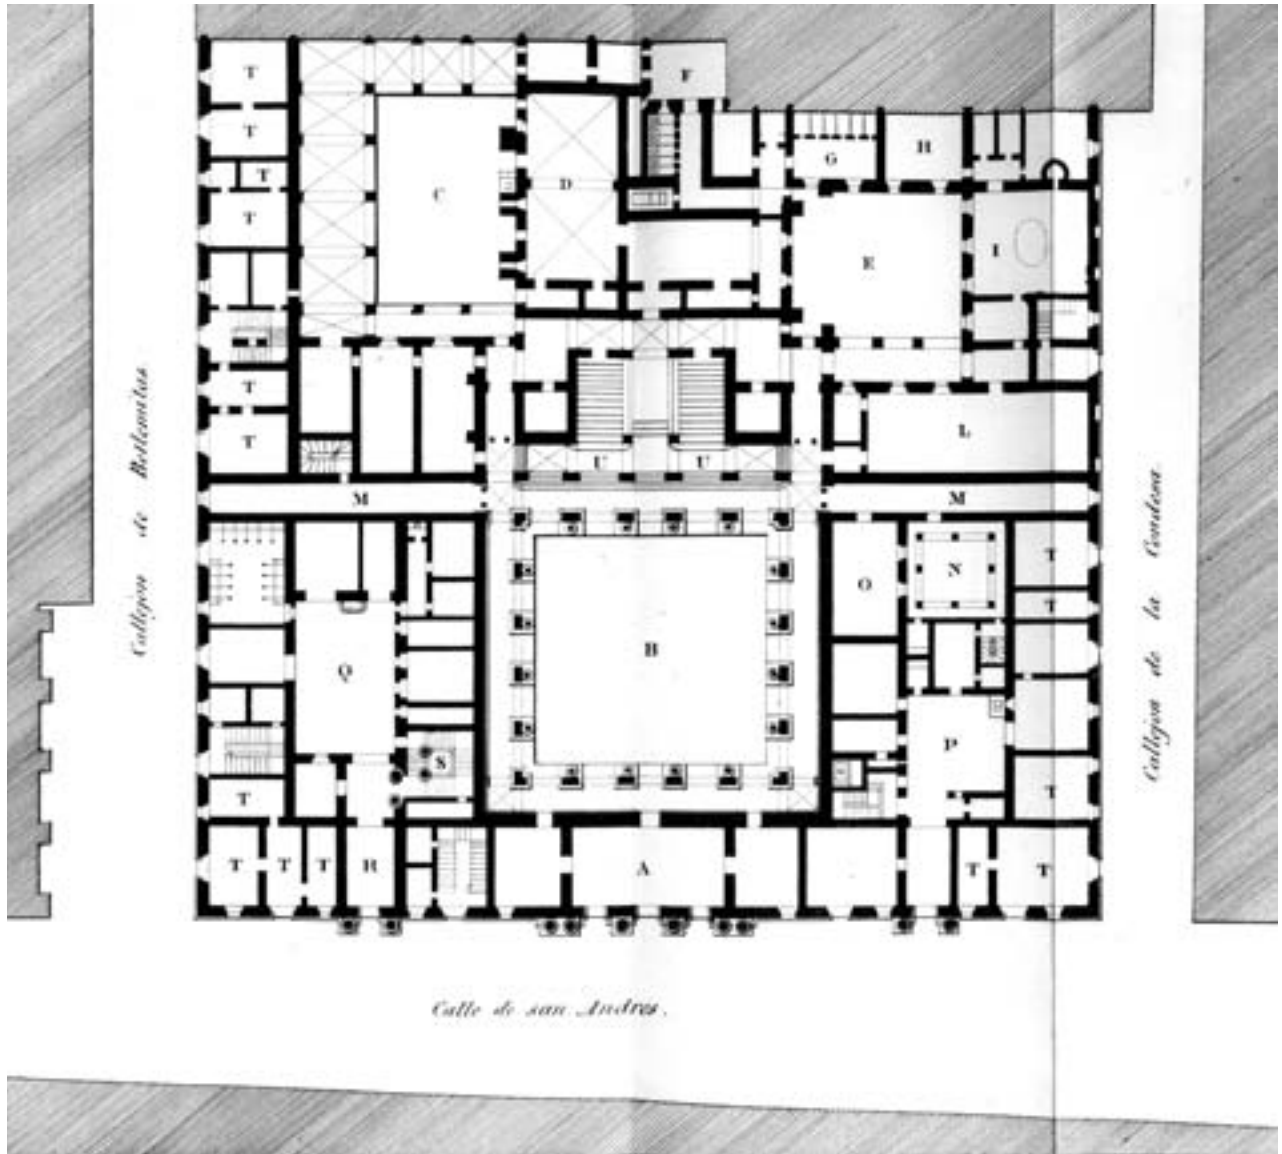 T
F
T
G
H
T
C
D
T
E
I
T
T
L
U
U
M
M
Callejon de Betlemitas
Callejon de la Condesa
T
N
O
T
B
Q
P
S
T
T
T
T
T
R
A
T
T
Calle de san Andres.